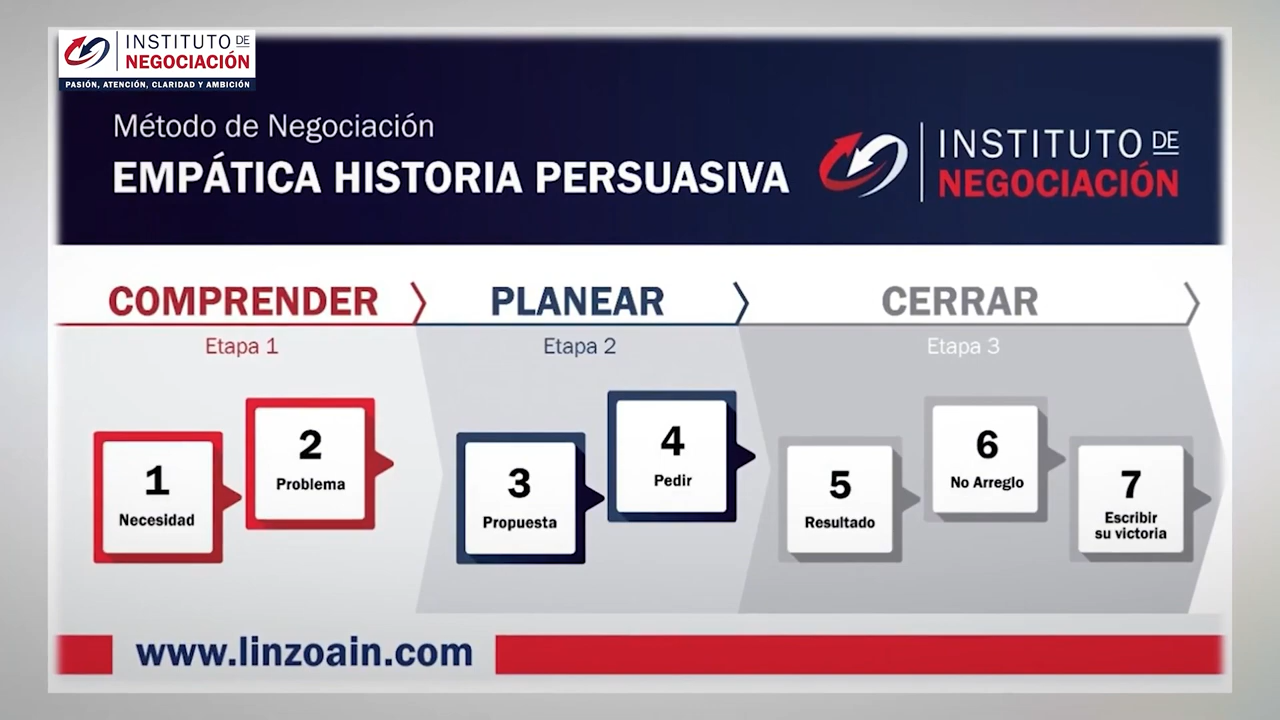 INSTITUTO DE
NEGOCIACIÓN
PASIÓN, ATENCIÓN, CLARIDAD Y AMBICIÓN
Método de Negociación
EMPÁTICA HISTORIA PERSUASIVA
INSTITUTO DE
NEGOCIACIÓN
COMPRENDER
Etapa 1
1
Necesidad
2
Problema
PLANEAR
Etapa 2
3
Propuesta
4
Pedir
CERRAR
Etapa 3
5
Resultado
6
No Arreglo
7
Escribir
su victoria
www.linzoain.com